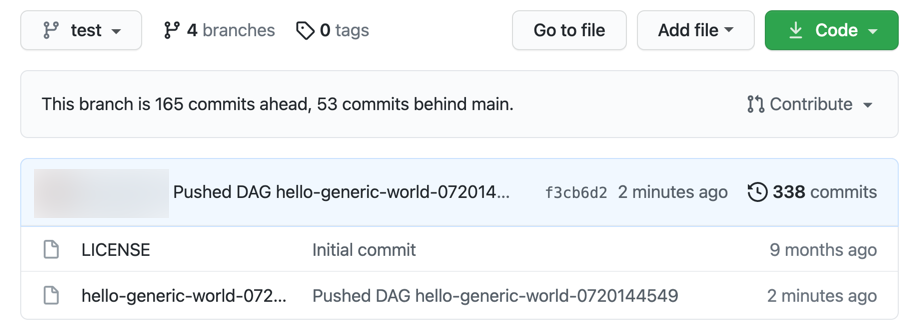 test 4 branches 0 tags Go to file Add file Code
This branch is 165 commits ahead, 53 commits behind main. Contribute
Pushed DAG hello-generic-world-072014... f3cb6d2 2 minutes ago 338 commits
LICENSE Initial commit 9 months ago
hello-generic-world-072... Pushed DAG hello-generic-world-0720144549 2 minutes ago